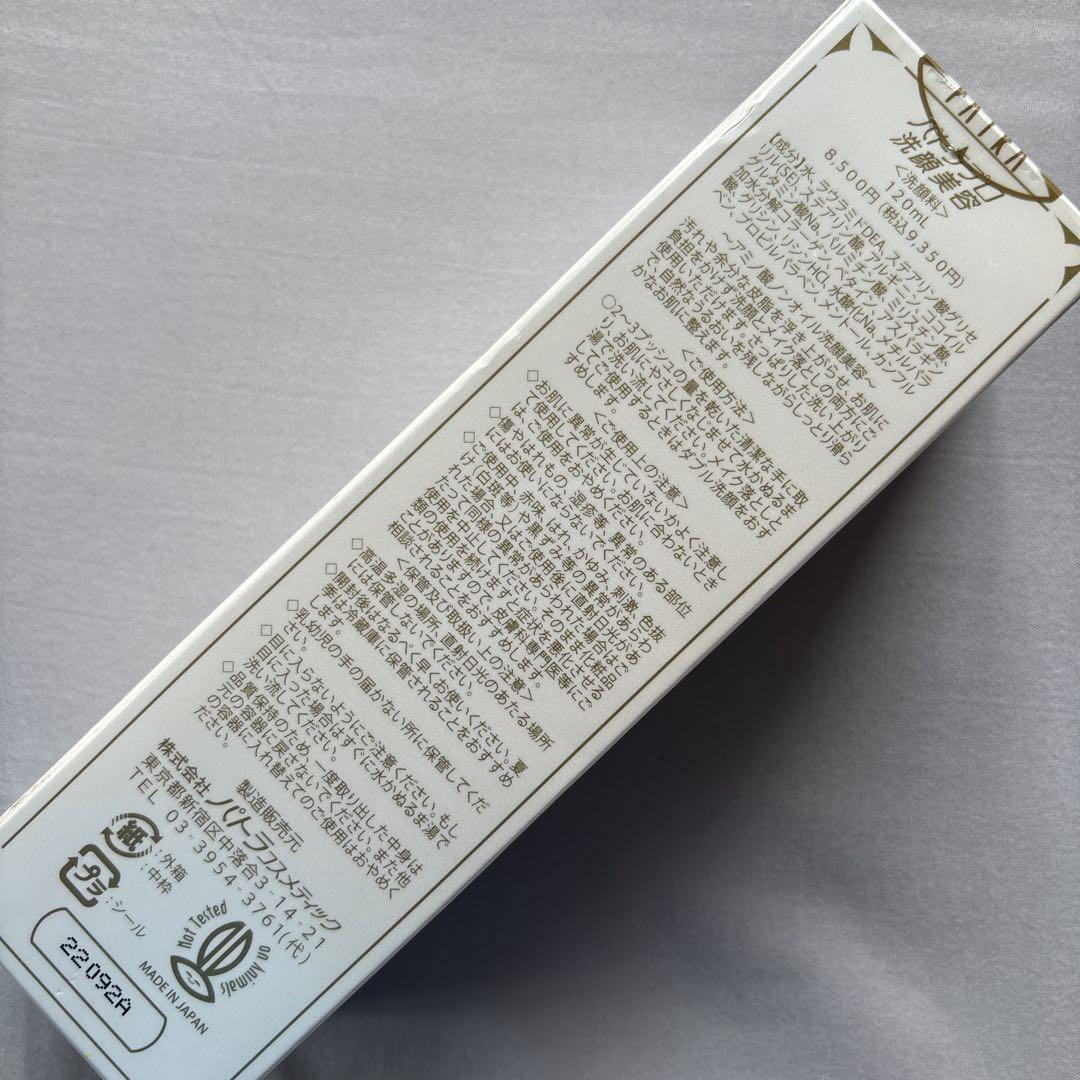 パトラプロ
洗顔美容
<洗顔料>
120mL
8,500円 (税込9,350円)
【成分】水、ラウラミドDEA、ステアリン酸グリセ
リル(SE)、ステアリン酸、アルギニン、ココイル
グルタミン酸Na、パルミチン酸、ミリスチン酸、
加水分解コラーゲン、ベタイン、アスパラギン
酸、グリシン、リシンHCl、水酸化Na、メチルパラ
ベン、プロピルパラベン、メントール、カンフル
～アミノ酸ノンオイル洗顔美容～
汚れや余分な皮脂を浮き上がらせ、お肌に
負担をかけず洗顔とメイク落としの両方にご
使用いただけます。さっぱりした洗い上がり
で、自然なうるおいを残しながらしっとり滑ら
かなお肌に整えます。
<ご使用方法>
○2～3プッシュの量を乾いた清潔な手に取
り、お肌にやさしくなじませて水かぬるま
湯で洗い流してください。メイク落としと
してご使用するときはダブル洗顔をおす
すめします。
<ご使用上の注意>
□お肌に異常が生じていないかよく注意し
て使用してください。お肌に合わないとき
はご使用をおやめください。
□傷やはれもの、湿疹等、異常のある部位
にはお使いにならないでください。
□ご使用中、赤味、はれ、かゆみ、刺激、色抜
け(白斑等)や黒ずみ等の異常があらわ
れた場合、又はご使用後に直射日光があ
たって同様の異常があらわれた場合はご
使用を中止してください。そのまま化粧品
類の使用を続けますと症状を悪化させる
ことがありますので、皮膚科専門医等にご
相談されることをおすすめします。
<保管及び取扱い上の注意>
□高温多湿の場所、直射日光のあたる場所
には保管しないでください。
□開封後はなるべく早くお使いください。夏
季は冷蔵庫に保管されることをおすすめ
します。
□乳幼児の手の届かない所に保管してくだ
さい。
□目に入らないようにご注意ください。もし
目に入った場合はすぐに水かぬるま湯で
洗い流してください。
□品質保持のため、一度取り出した中身は
元の容器に戻さないでください。また他
の容器に入れ替えてのご使用はおやめく
ださい。
製造販売元
株式会社パトラコスメティック
東京都新宿区中落合3-14-21
TEL 03-3954-3761(代)
紙
:外箱
:中枠
プラ
:シール
Not Tested
on Animals
MADE IN JAPAN
22092A